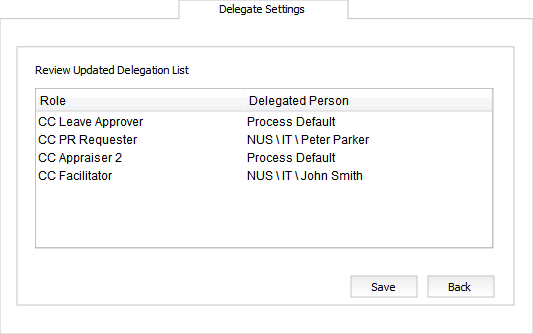 Delegate Settings
Review Updated Delegation List
Role Delegated Person
CC Leave Approver Process Default
CC PR Requester NUS \ IT \ Peter Parker
CC Appraiser 2 Process Default
CC Facilitator NUS \ IT \ John Smith
Save Back